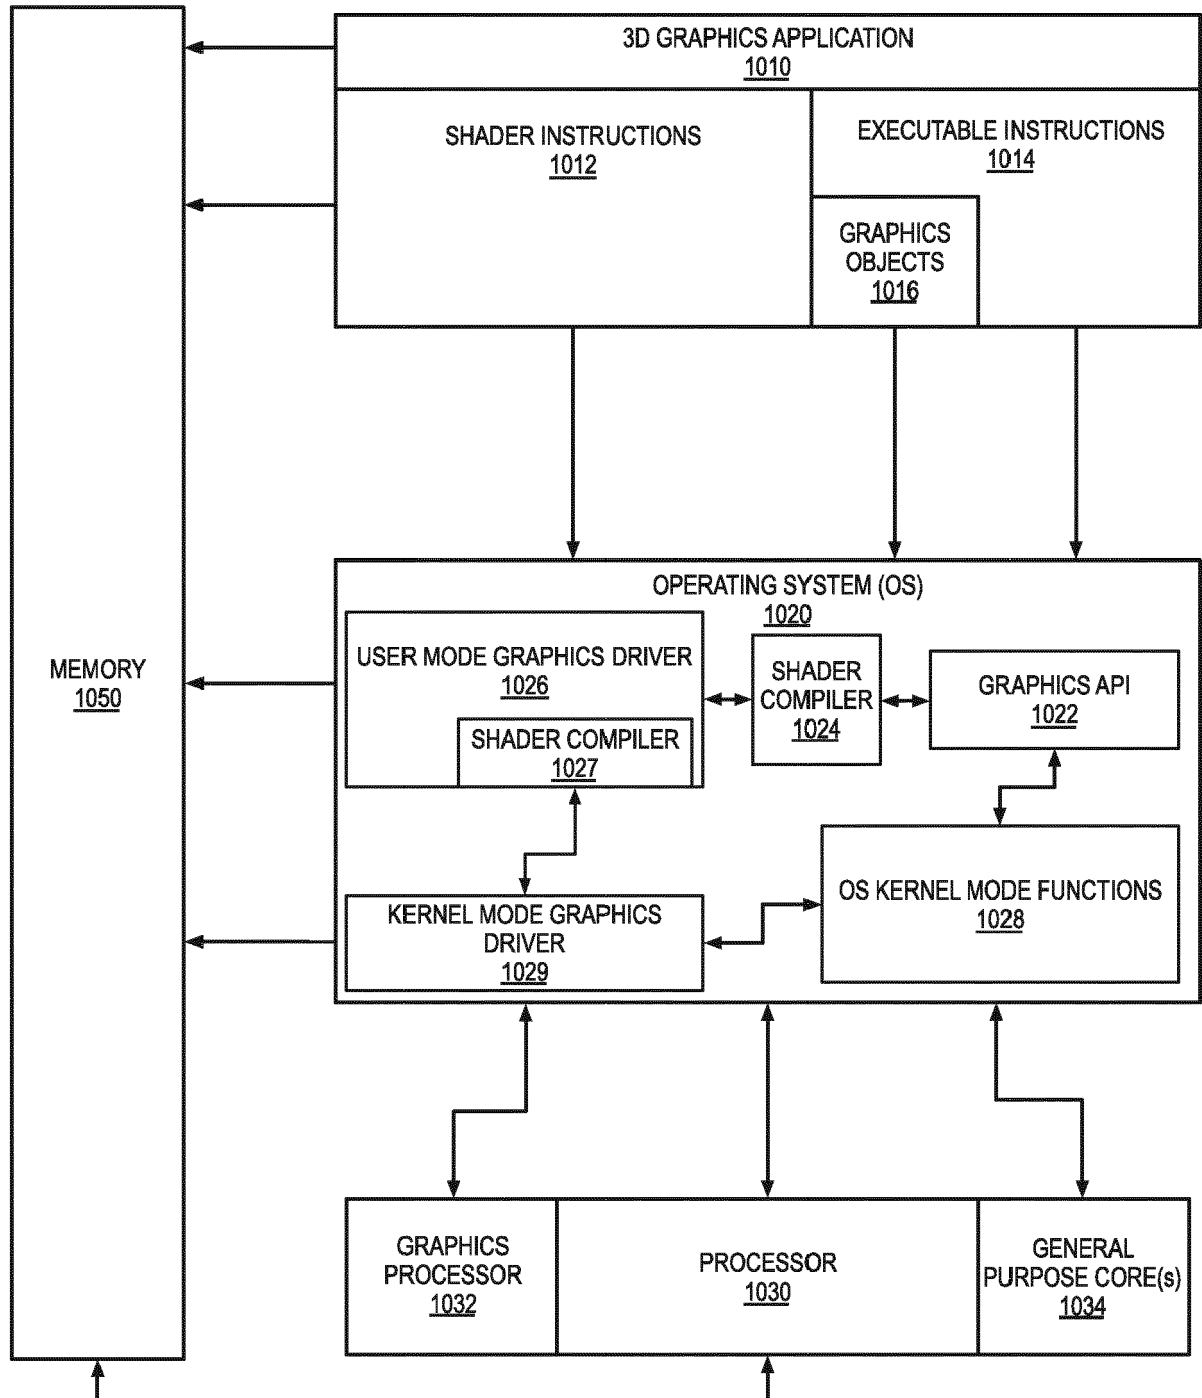 3D GRAPHICS APPLICATION
1010
SHADER INSTRUCTIONS
1012
EXECUTABLE INSTRUCTIONS
1014
GRAPHICS
OBJECTS
1016
MEMORY
1050
OPERATING SYSTEM (OS)
1020
USER MODE GRAPHICS DRIVER
1026
SHADER COMPILER
1027
SHADER
COMPILER
1024
GRAPHICS API
1022
KERNEL MODE GRAPHICS
DRIVER
1029
OS KERNEL MODE FUNCTIONS
1028
GRAPHICS
PROCESSOR
1032
PROCESSOR
1030
GENERAL
PURPOSE CORE(s)
1034